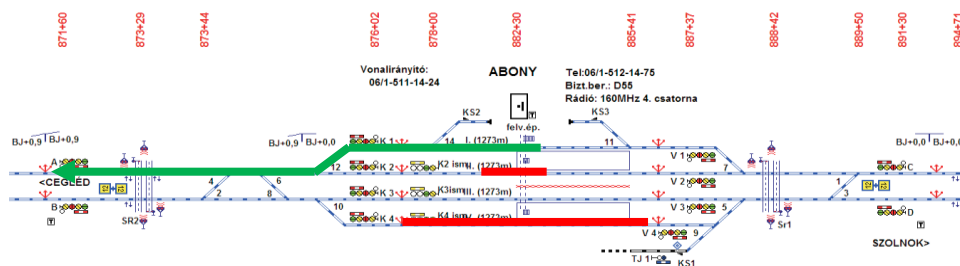 871+60
873+29
873+44
876+02
878+00
882+30
885+41
887+37
888+42
889+50
891+30
894+71
Vonalirányító:
06/1-511-14-24
ABONY
Tel:06/1-512-14-75
Bizt.ber.: D55
Rádió: 160MHz 4. csatorna
KS2
KS3
T
felv.ép.
BJ+0,9
BJ+0,9
BJ+0,0
BJ+0,0
BJ+0,0
BJ+0,0
K 1
14
I. (1273m)
11
A
12
K 2
K2 ism
II. (1273m)
V 1
7
C
<CEGLÉD
4
6
V 2
1
2
8
K 3
K3ism
III. (1273m)
V 3
5
3
B
SR2
10
K 4
K4 ism
(1273m)
V 4
9
Sr1
D
T
T
SZOLNOK>
TJ 1
KS1